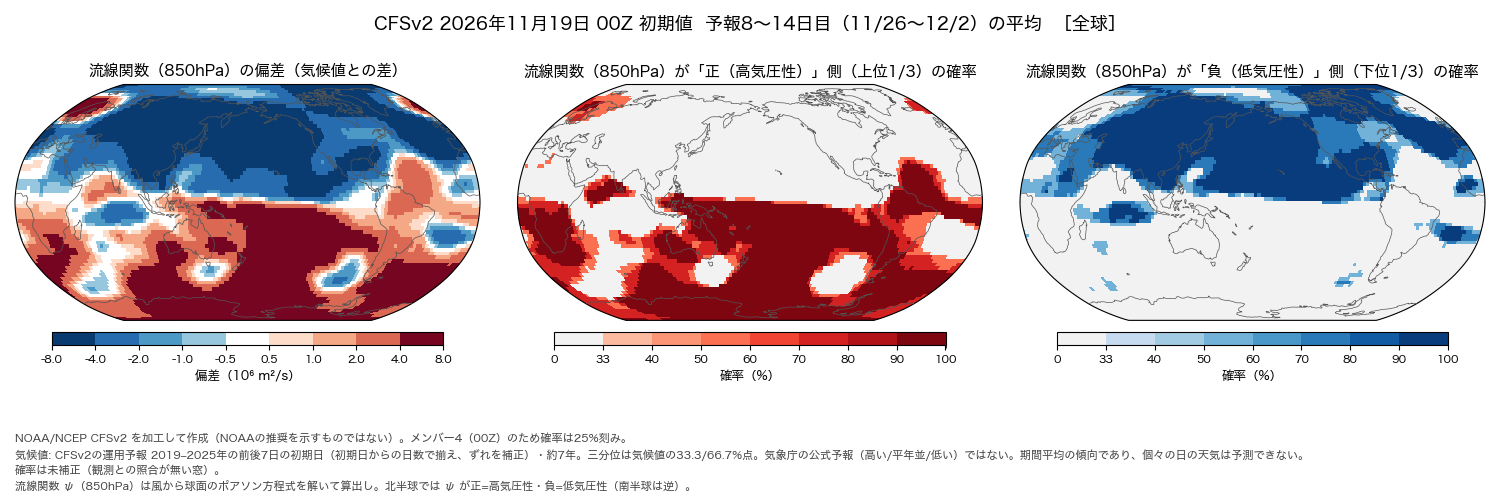 CFSv2 2026年11月19日 00Z 初期値 予報8～14日目（11/26～12/2）の平均 ［全球］
流線関数（850hPa）の偏差（気候値との差）
流線関数（850hPa）が「正（高気圧性）」側（上位1/3）の確率
流線関数（850hPa）が「負（低気圧性）」側（下位1/3）の確率
-8.0 -4.0 -2.0 -1.0 -0.5 0.5 1.0 2.0 4.0 8.0
偏差（10⁶ m²/s）
0 33 40 50 60 70 80 90 100
確率（%）
0 33 40 50 60 70 80 90 100
確率（%）
NOAA/NCEP CFSv2 を加工して作成（NOAAの推奨を示すものではない）。メンバー4（00Z）のため確率は25%刻み。
気候値: CFSv2の運用予報 2019–2025年の前後7日の初期日（初期日からの日数で揃え、ずれを補正）・約7年。三分位は気候値の33.3/66.7%点。気象庁の公式予報（高い/平年並/低い）ではない。期間平均の傾向であり、個々の日の天気は予測できない。
確率は未補正（観測との照合が無い窓）。
流線関数 ψ（850hPa）は風から球面のポアソン方程式を解いて算出し。北半球では ψ が正=高気圧性・負=低気圧性（南半球は逆）。